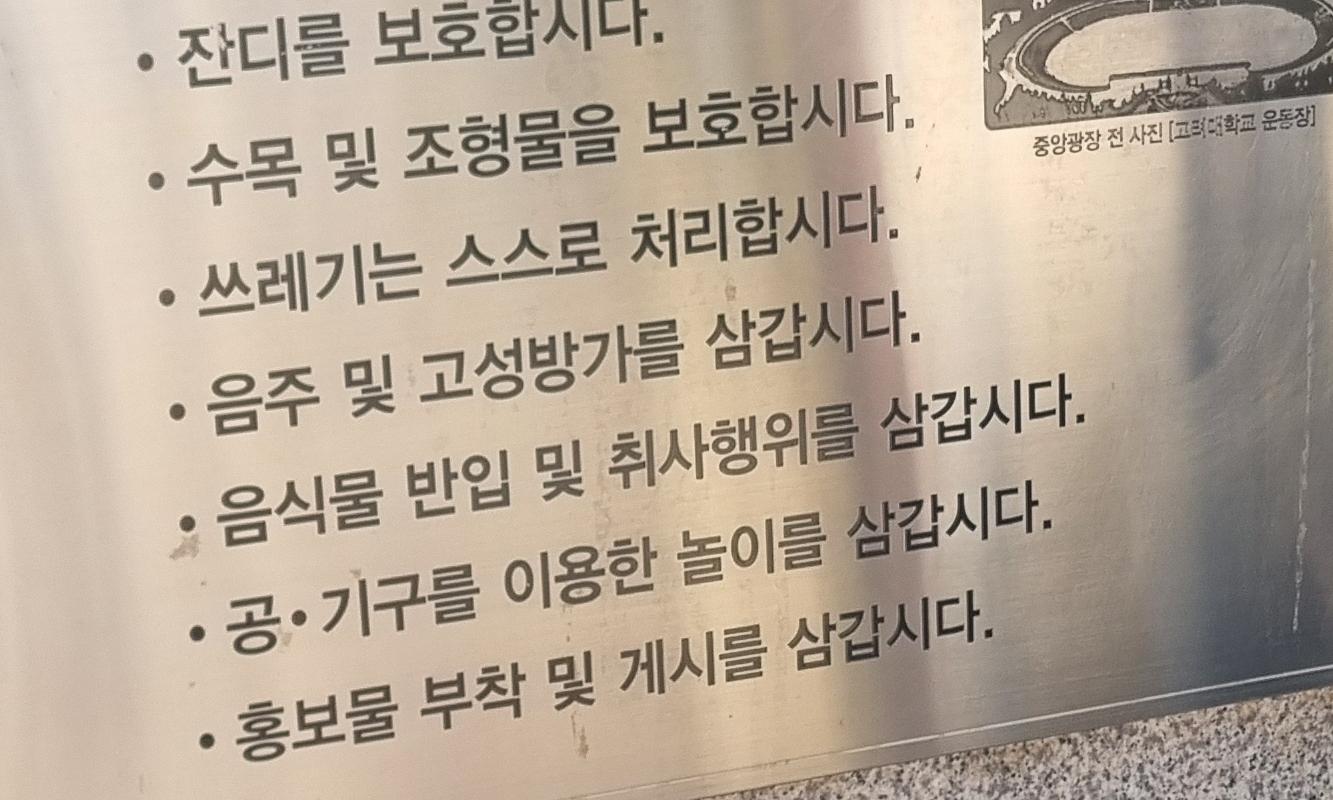 • 잔디를 보호합시다.
• 수목 및 조형물을 보호합시다.
• 쓰레기는 스스로 처리합시다.
• 음주 및 고성방가를 삼갑시다.
• 음식물 반입 및 취사행위를 삼갑시다.
• 공•기구를 이용한 놀이를 삼갑시다.
• 홍보물 부착 및 게시를 삼갑시다.
중앙광장 전 사진 [고려대학교 운동장]